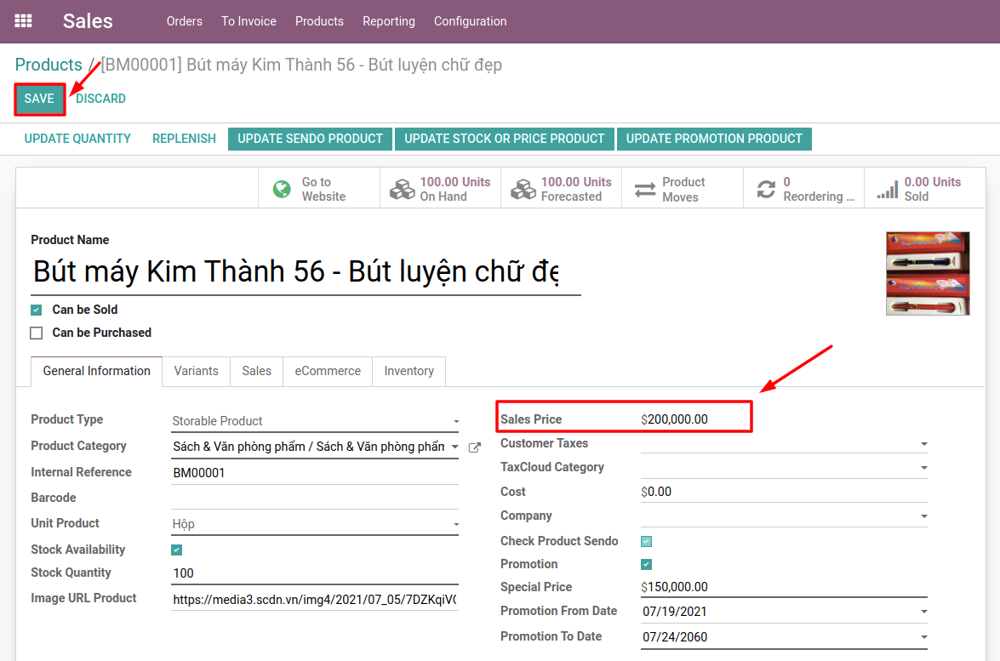 Sales Orders To Invoice Products Reporting Configuration
Products / [BM00001] Bút máy Kim Thành 56 - Bút luyện chữ đẹp
SAVE DISCARD
UPDATE QUANTITY REPLENISH UPDATE SENDO PRODUCT UPDATE STOCK OR PRICE PRODUCT UPDATE PROMOTION PRODUCT
Go to
Website
100.00 Units
On Hand
100.00 Units
Forecasted
Product
Moves
0
Reordering ...
0.00 Units
Sold
Product Name
Bút máy Kim Thành 56 - Bút luyện chữ đẹ
Can be Sold
Can be Purchased
General Information Variants Sales eCommerce Inventory
Product Type Storable Product
Product Category Sách & Văn phòng phẩm / Sách & Văn phòng phẩn
Internal Reference BM00001
Barcode
Unit Product Hộp
Stock Availability
Stock Quantity 100
Image URL Product https://media3.scdn.vn/img4/2021/07_05/7DZKqiV
Sales Price $200,000.00
Customer Taxes
TaxCloud Category
Cost $0.00
Company
Check Product Sendo
Promotion
Special Price $150,000.00
Promotion From Date 07/19/2021
Promotion To Date 07/24/2060